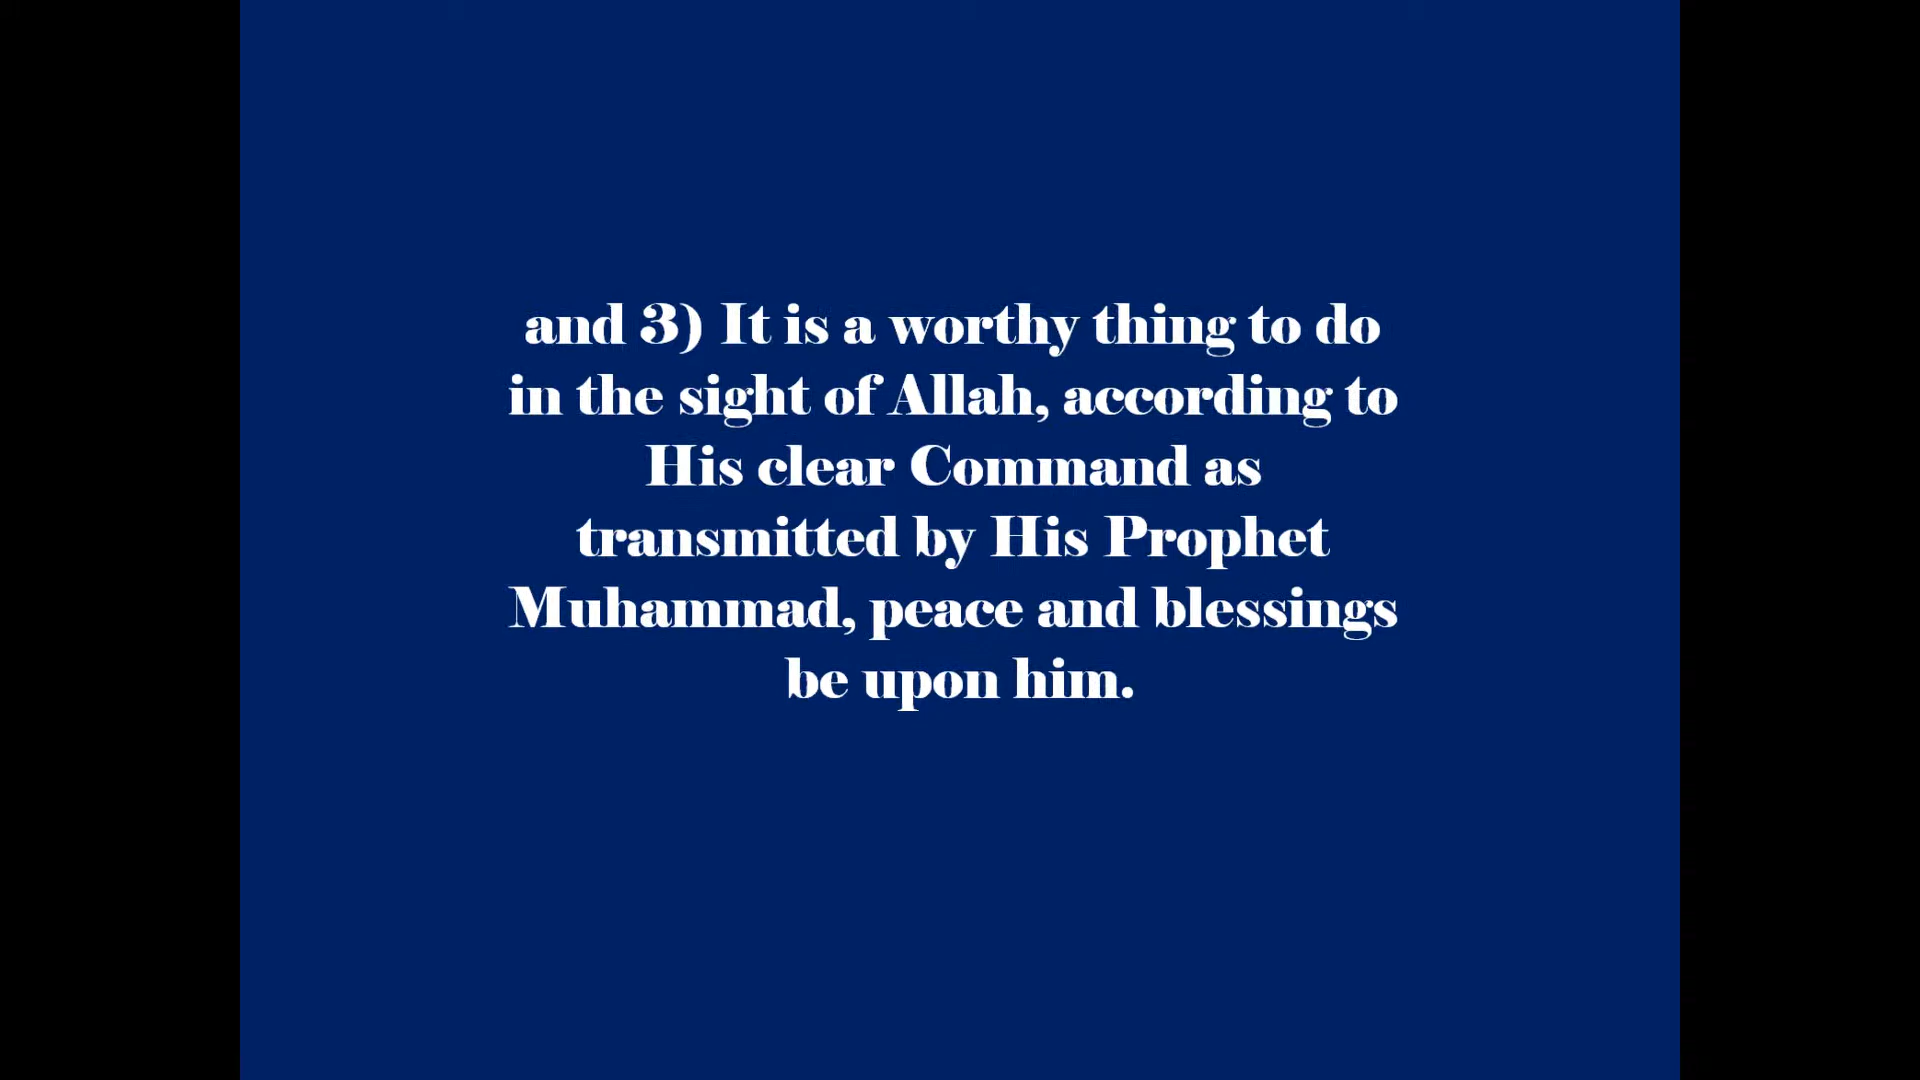 and 3) It is a worthy thing to do
in the sight of Allah, according to
His clear Command as
transmitted by His Prophet
Muhammad, peace and blessings
be upon him.